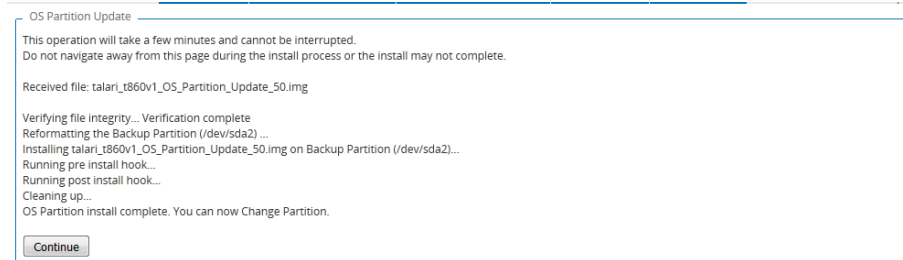 OS Partition Update
This operation will take a few minutes and cannot be interrupted.
Do not navigate away from this page during the install process or the install may not complete.
Received file: talari_t860v1_OS_Partition_Update_50.img
Verifying file integrity... Verification complete
Reformatting the Backup Partition (/dev/sda2) ...
Installing talari_t860v1_OS_Partition_Update_50.img on Backup Partition (/dev/sda2)...
Running pre install hook...
Running post install hook...
Cleaning up...
OS Partition install complete. You can now Change Partition.
Continue